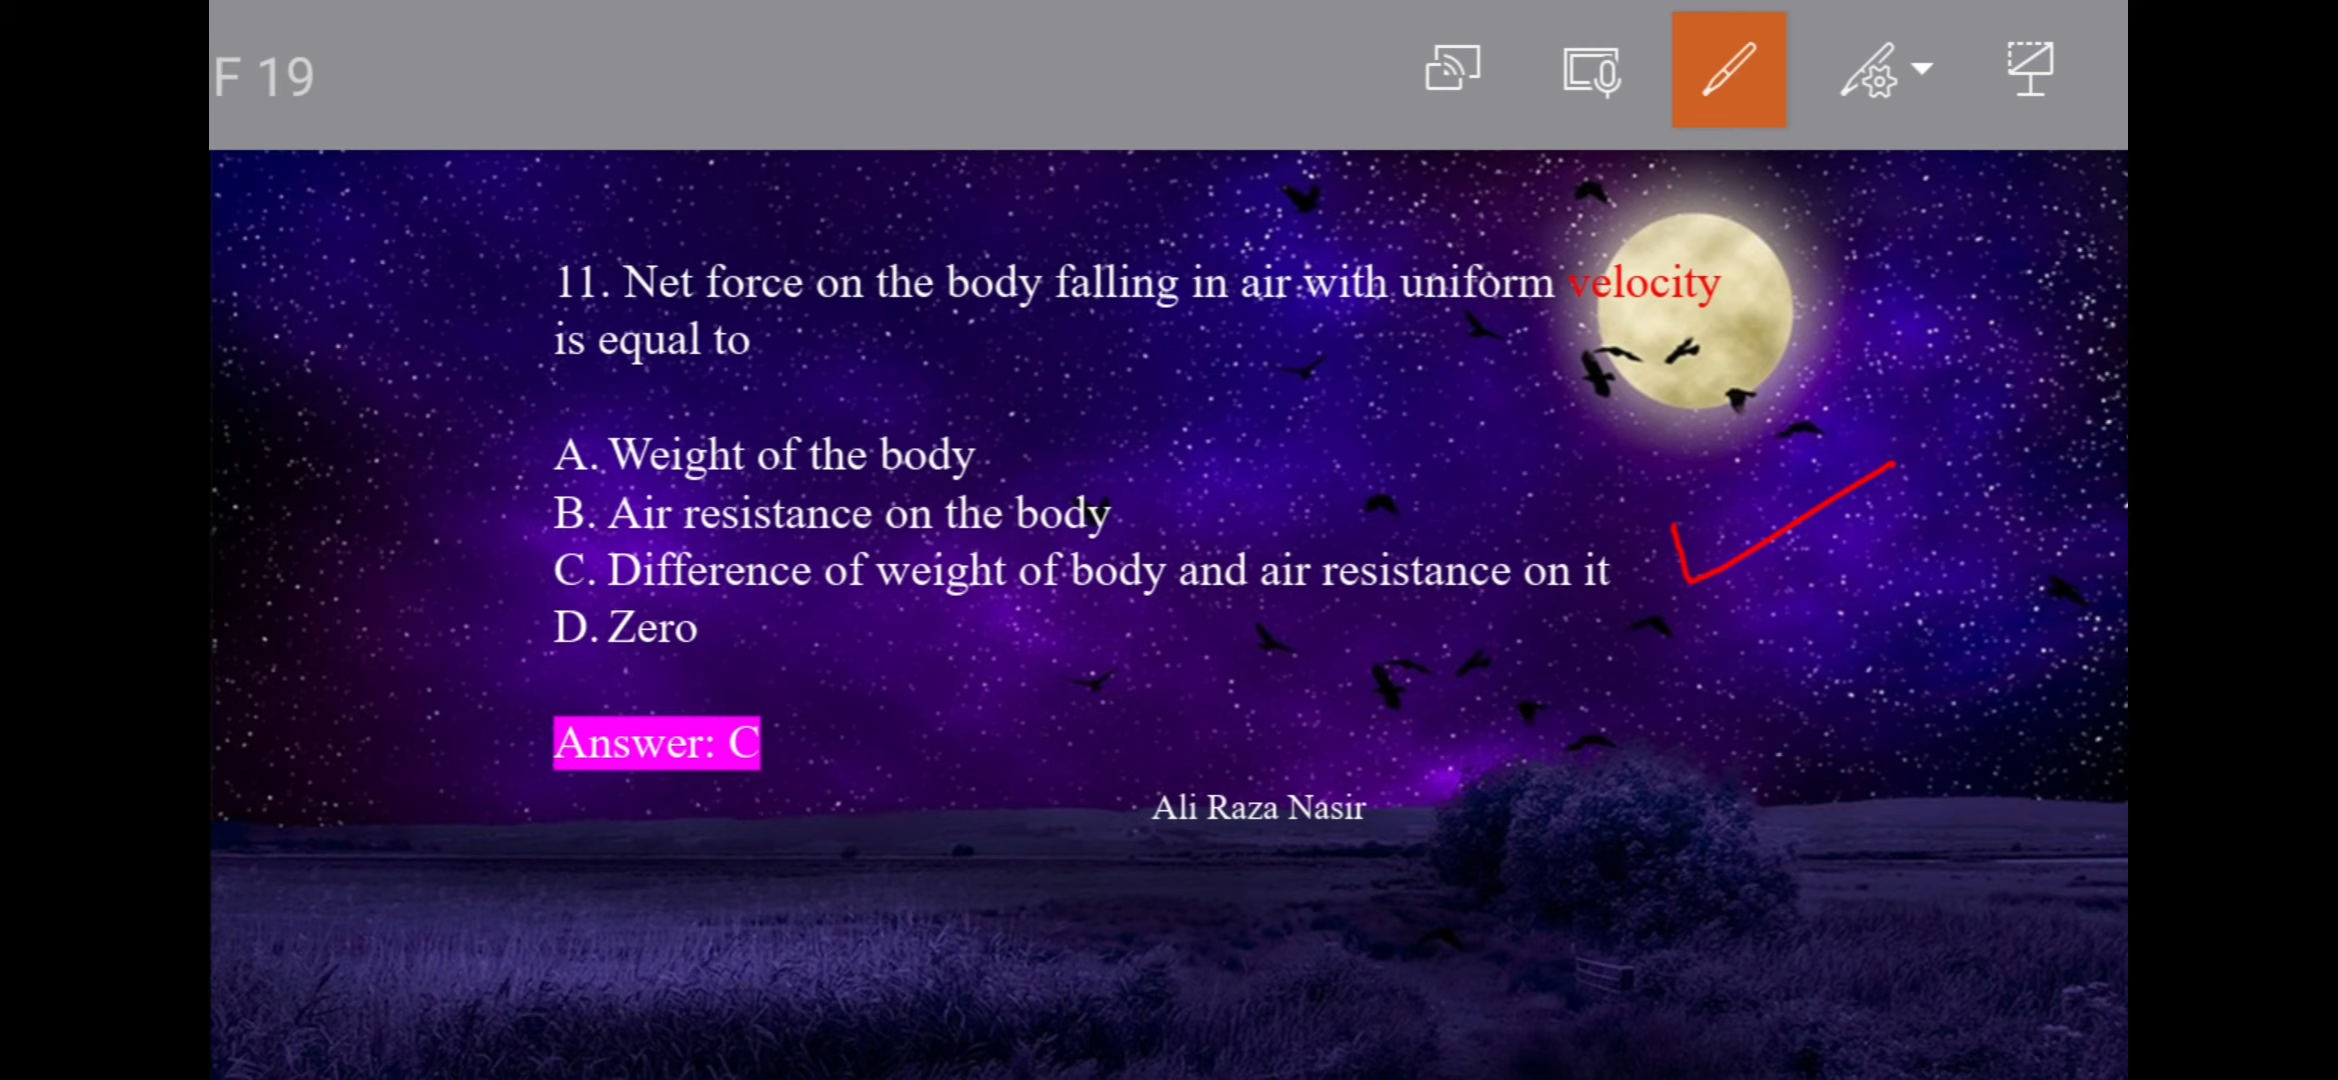 F 19
11. Net force on the body falling in air with uniform velocity
is equal to
A. Weight of the body
B. Air resistance on the body
C. Difference of weight of body and air resistance on it
D. Zero
Answer: C
Ali Raza Nasir